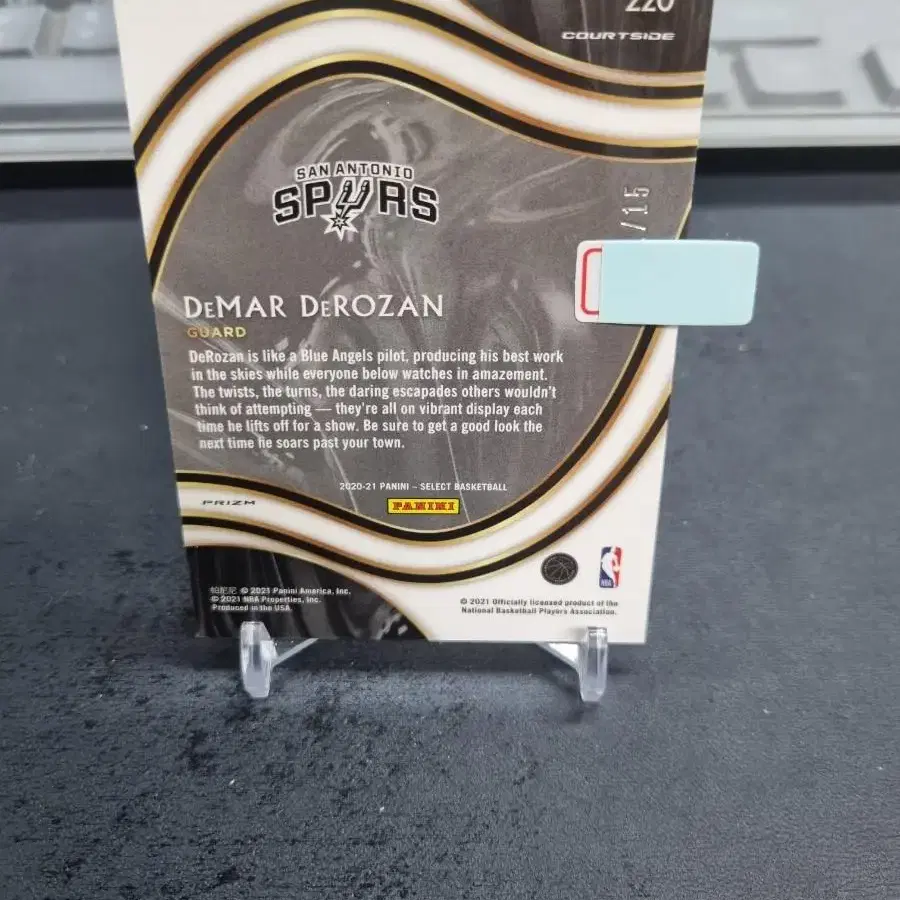 220
COURTSIDE
/15
SAN ANTONIO
SPURS
DEMAR DEROZAN
GUARD
DeRozan is like a Blue Angels pilot, producing his best work
in the skies while everyone below watches in amazement.
The twists, the turns, the daring escapades others wouldn't
think of attempting — they're all on vibrant display each
time he lifts off for a show. Be sure to get a good look the
next time he soars past your town.
2020-21 PANINI – SELECT BASKETBALL
PANINI
PRIZM
帕尼尼 © 2021 Panini America, Inc.
© 2021 NBA Properties, Inc.
Produced in the USA.
NBA
© 2021 Officially licensed product of the
National Basketball Players Association.